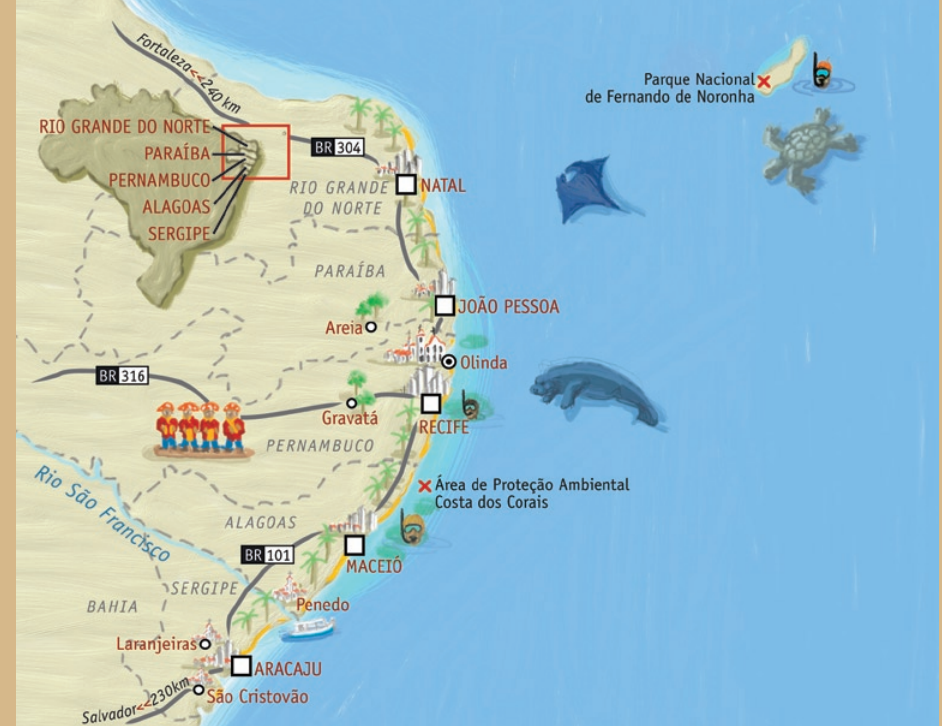 Fortaleza<<240 km
Parque Nacional
de Fernando de Noronha
RIO GRANDE DO NORTE
PARAÍBA
PERNAMBUCO
ALAGOAS
SERGIPE
BR 304
RIO GRANDE
DO NORTE
NATAL
PARAÍBA
JOÃO PESSOA
Areia
Olinda
BR 316
Gravatá
RECIFE
PERNAMBUCO
Rio São Francisco
Área de Proteção Ambiental
Costa dos Corais
ALAGOAS
BR 101
MACEIÓ
SERGIPE
BAHIA
Penedo
Laranjeiras
ARACAJU
São Cristovão
Salvador<<230km